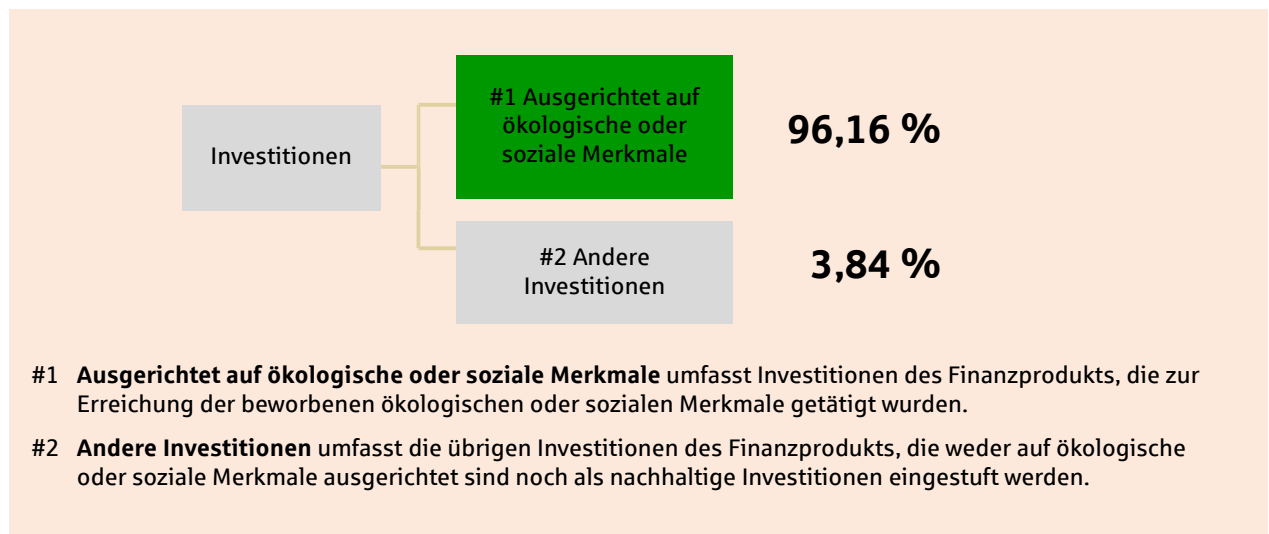 #1 Ausgerichtet auf
ökologische oder
soziale Merkmale
96,16 %
Investitionen
#2 Andere
Investitionen
3,84 %
#1 Ausgerichtet auf ökologische oder soziale Merkmale umfasst Investitionen des Finanzprodukts, die zur
Erreichung der beworbenen ökologischen oder sozialen Merkmale getätigt wurden.
#2 Andere Investitionen umfasst die übrigen Investitionen des Finanzprodukts, die weder auf ökologische
oder soziale Merkmale ausgerichtet sind noch als nachhaltige Investitionen eingestuft werden.